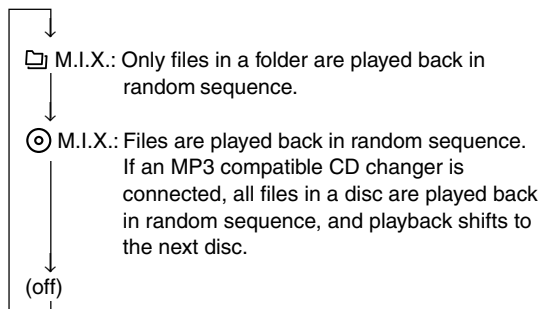 M.I.X.: Only files in a folder are played back in
random sequence.
M.I.X.: Files are played back in random sequence.
If an MP3 compatible CD changer is
connected, all files in a disc are played back
in random sequence, and playback shifts to
the next disc.
(off)